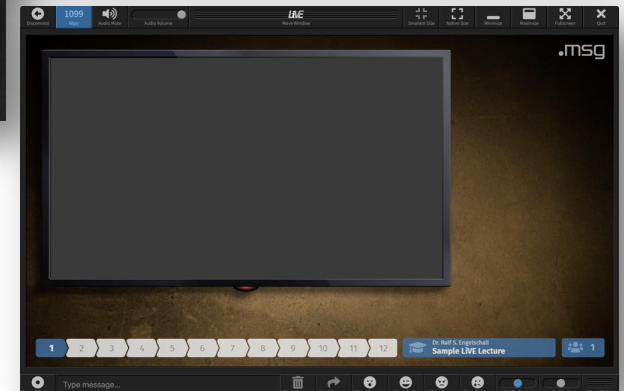 1099
LiVE
Disconnect
Kbps
Audio Mute
Audio Volume
Move Window
Smallest Size
Native Size
Minimize
Maximize
Fullscreen
Quit
.msg
1 2 3 4 5 6 7 8 9 10 11 12
Dr. Ralf S. Engelschall
Sample LiVE Lecture
1
Type message...